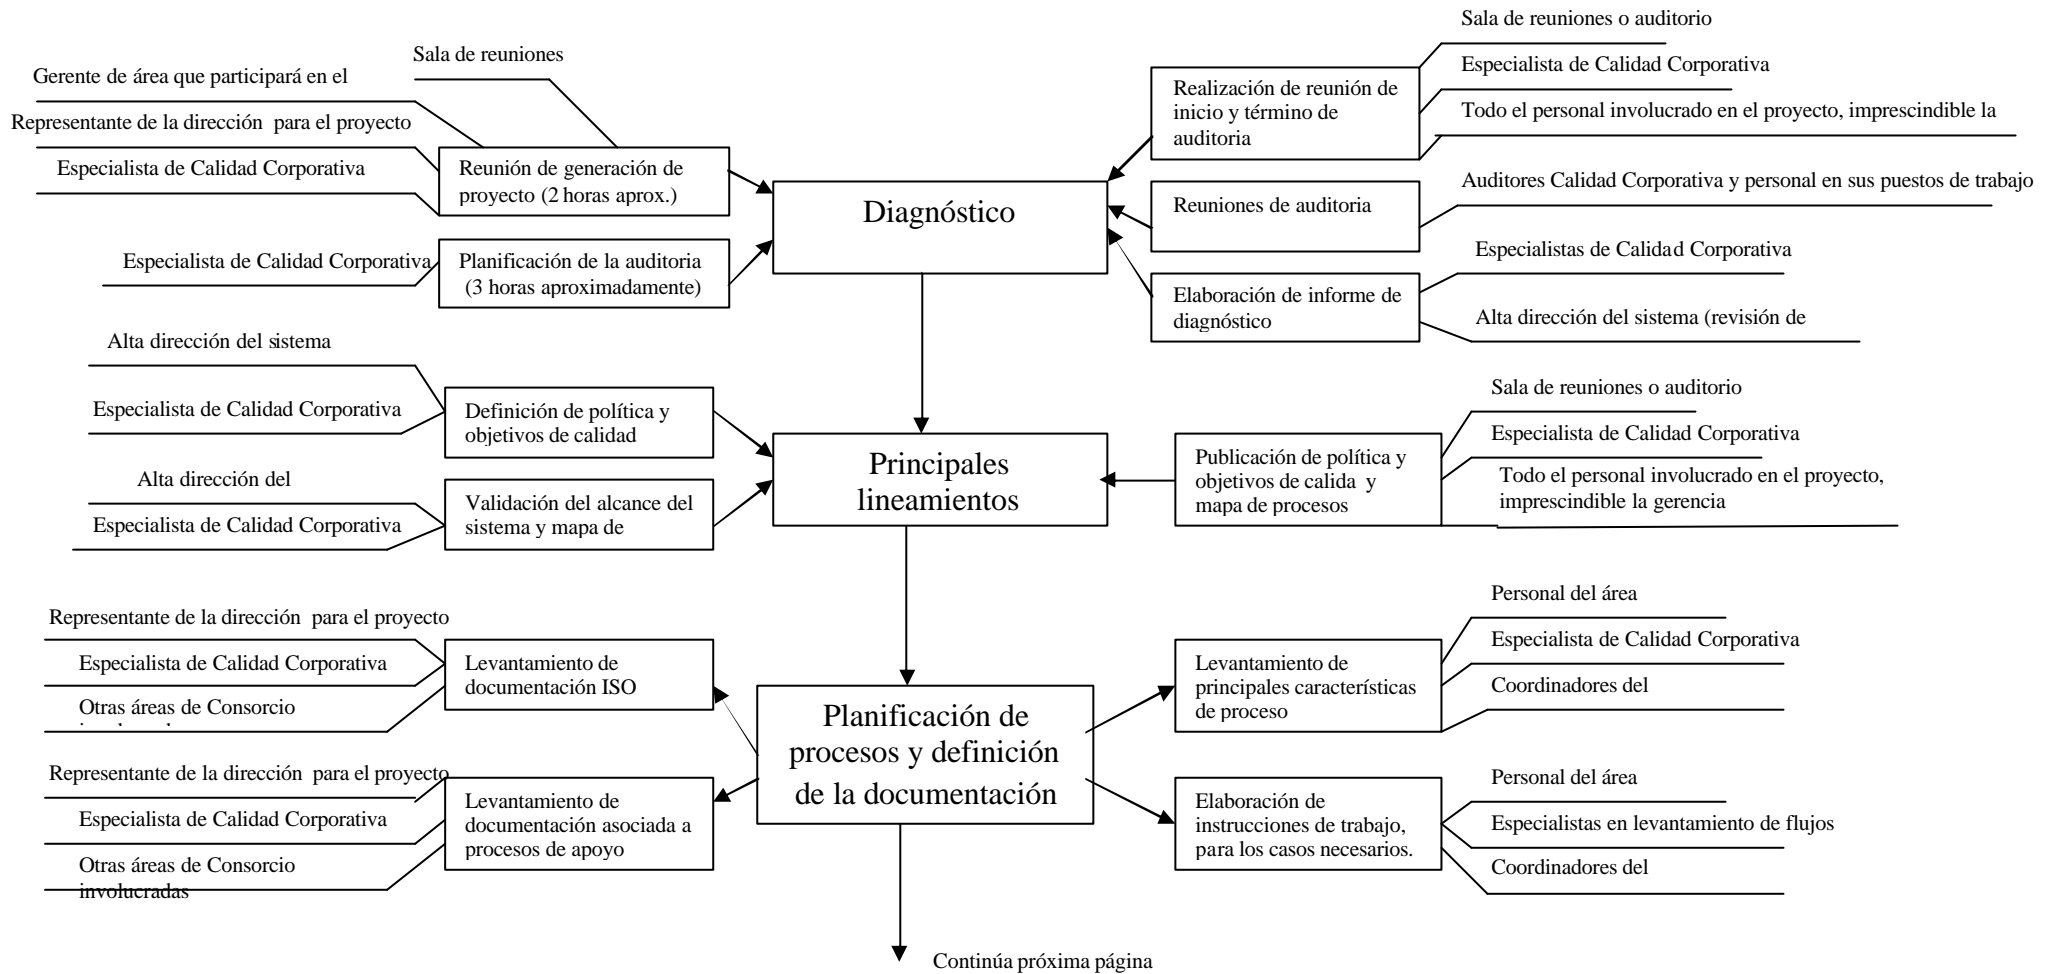 Sala de reuniones
Gerente de área que participará en el
Representante de la dirección para el proyecto
Especialista de Calidad Corporativa
Reunión de generación de
proyecto (2 horas aprox.)
Especialista de Calidad Corporativa
Planificación de la auditoria
(3 horas aproximadamente)
Diagnóstico
Sala de reuniones o auditorio
Especialista de Calidad Corporativa
Todo el personal involucrado en el proyecto, imprescindible la
Realización de reunión de
inicio y término de
auditoria
Auditores Calidad Corporativa y personal en sus puestos de trabajo
Reuniones de auditoria
Especialistas de Calidad Corporativa
Elaboración de informe de
diagnóstico
Alta dirección del sistema (revisión de
Alta dirección del sistema
Especialista de Calidad Corporativa
Definición de política y
objetivos de calidad
Alta dirección del
Especialista de Calidad Corporativa
Validación del alcance del
sistema y mapa de
Principales
lineamientos
Sala de reuniones o auditorio
Especialista de Calidad Corporativa
Todo el personal involucrado en el proyecto,
imprescindible la gerencia
Publicación de política y
objetivos de calida y
mapa de procesos
Representante de la dirección para el proyecto
Especialista de Calidad Corporativa
Otras áreas de Consorcio
Levantamiento de
documentación ISO
Representante de la dirección para el proyecto
Especialista de Calidad Corporativa
Otras áreas de Consorcio
involucradas
Levantamiento de
documentación asociada a
procesos de apoyo
Planificación de
procesos y definición
de la documentación
Personal del área
Especialista de Calidad Corporativa
Coordinadores del
Levantamiento de
principales características
de proceso
Personal del área
Especialistas en levantamiento de flujos
Coordinadores del
Elaboración de
instrucciones de trabajo,
para los casos necesarios.
Continúa próxima página